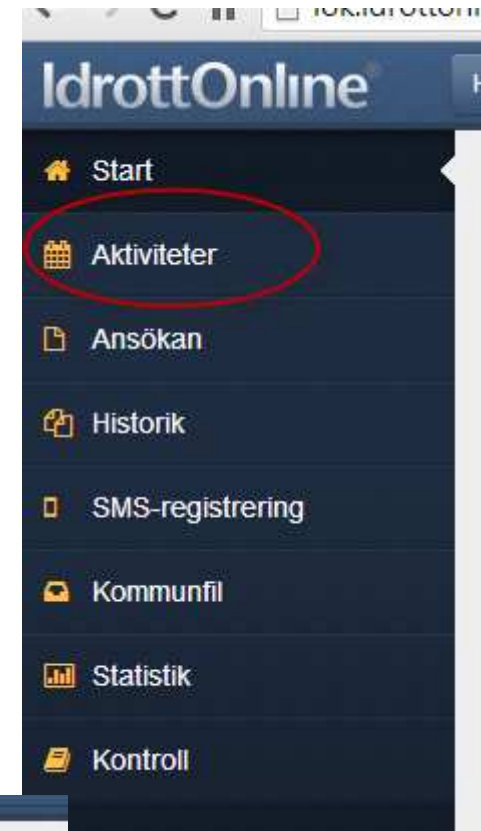 IdrottOnline
Start
Aktiviteter
Ansökan
Historik
SMS-registrering
Kommunfil
Statistik
Kontroll